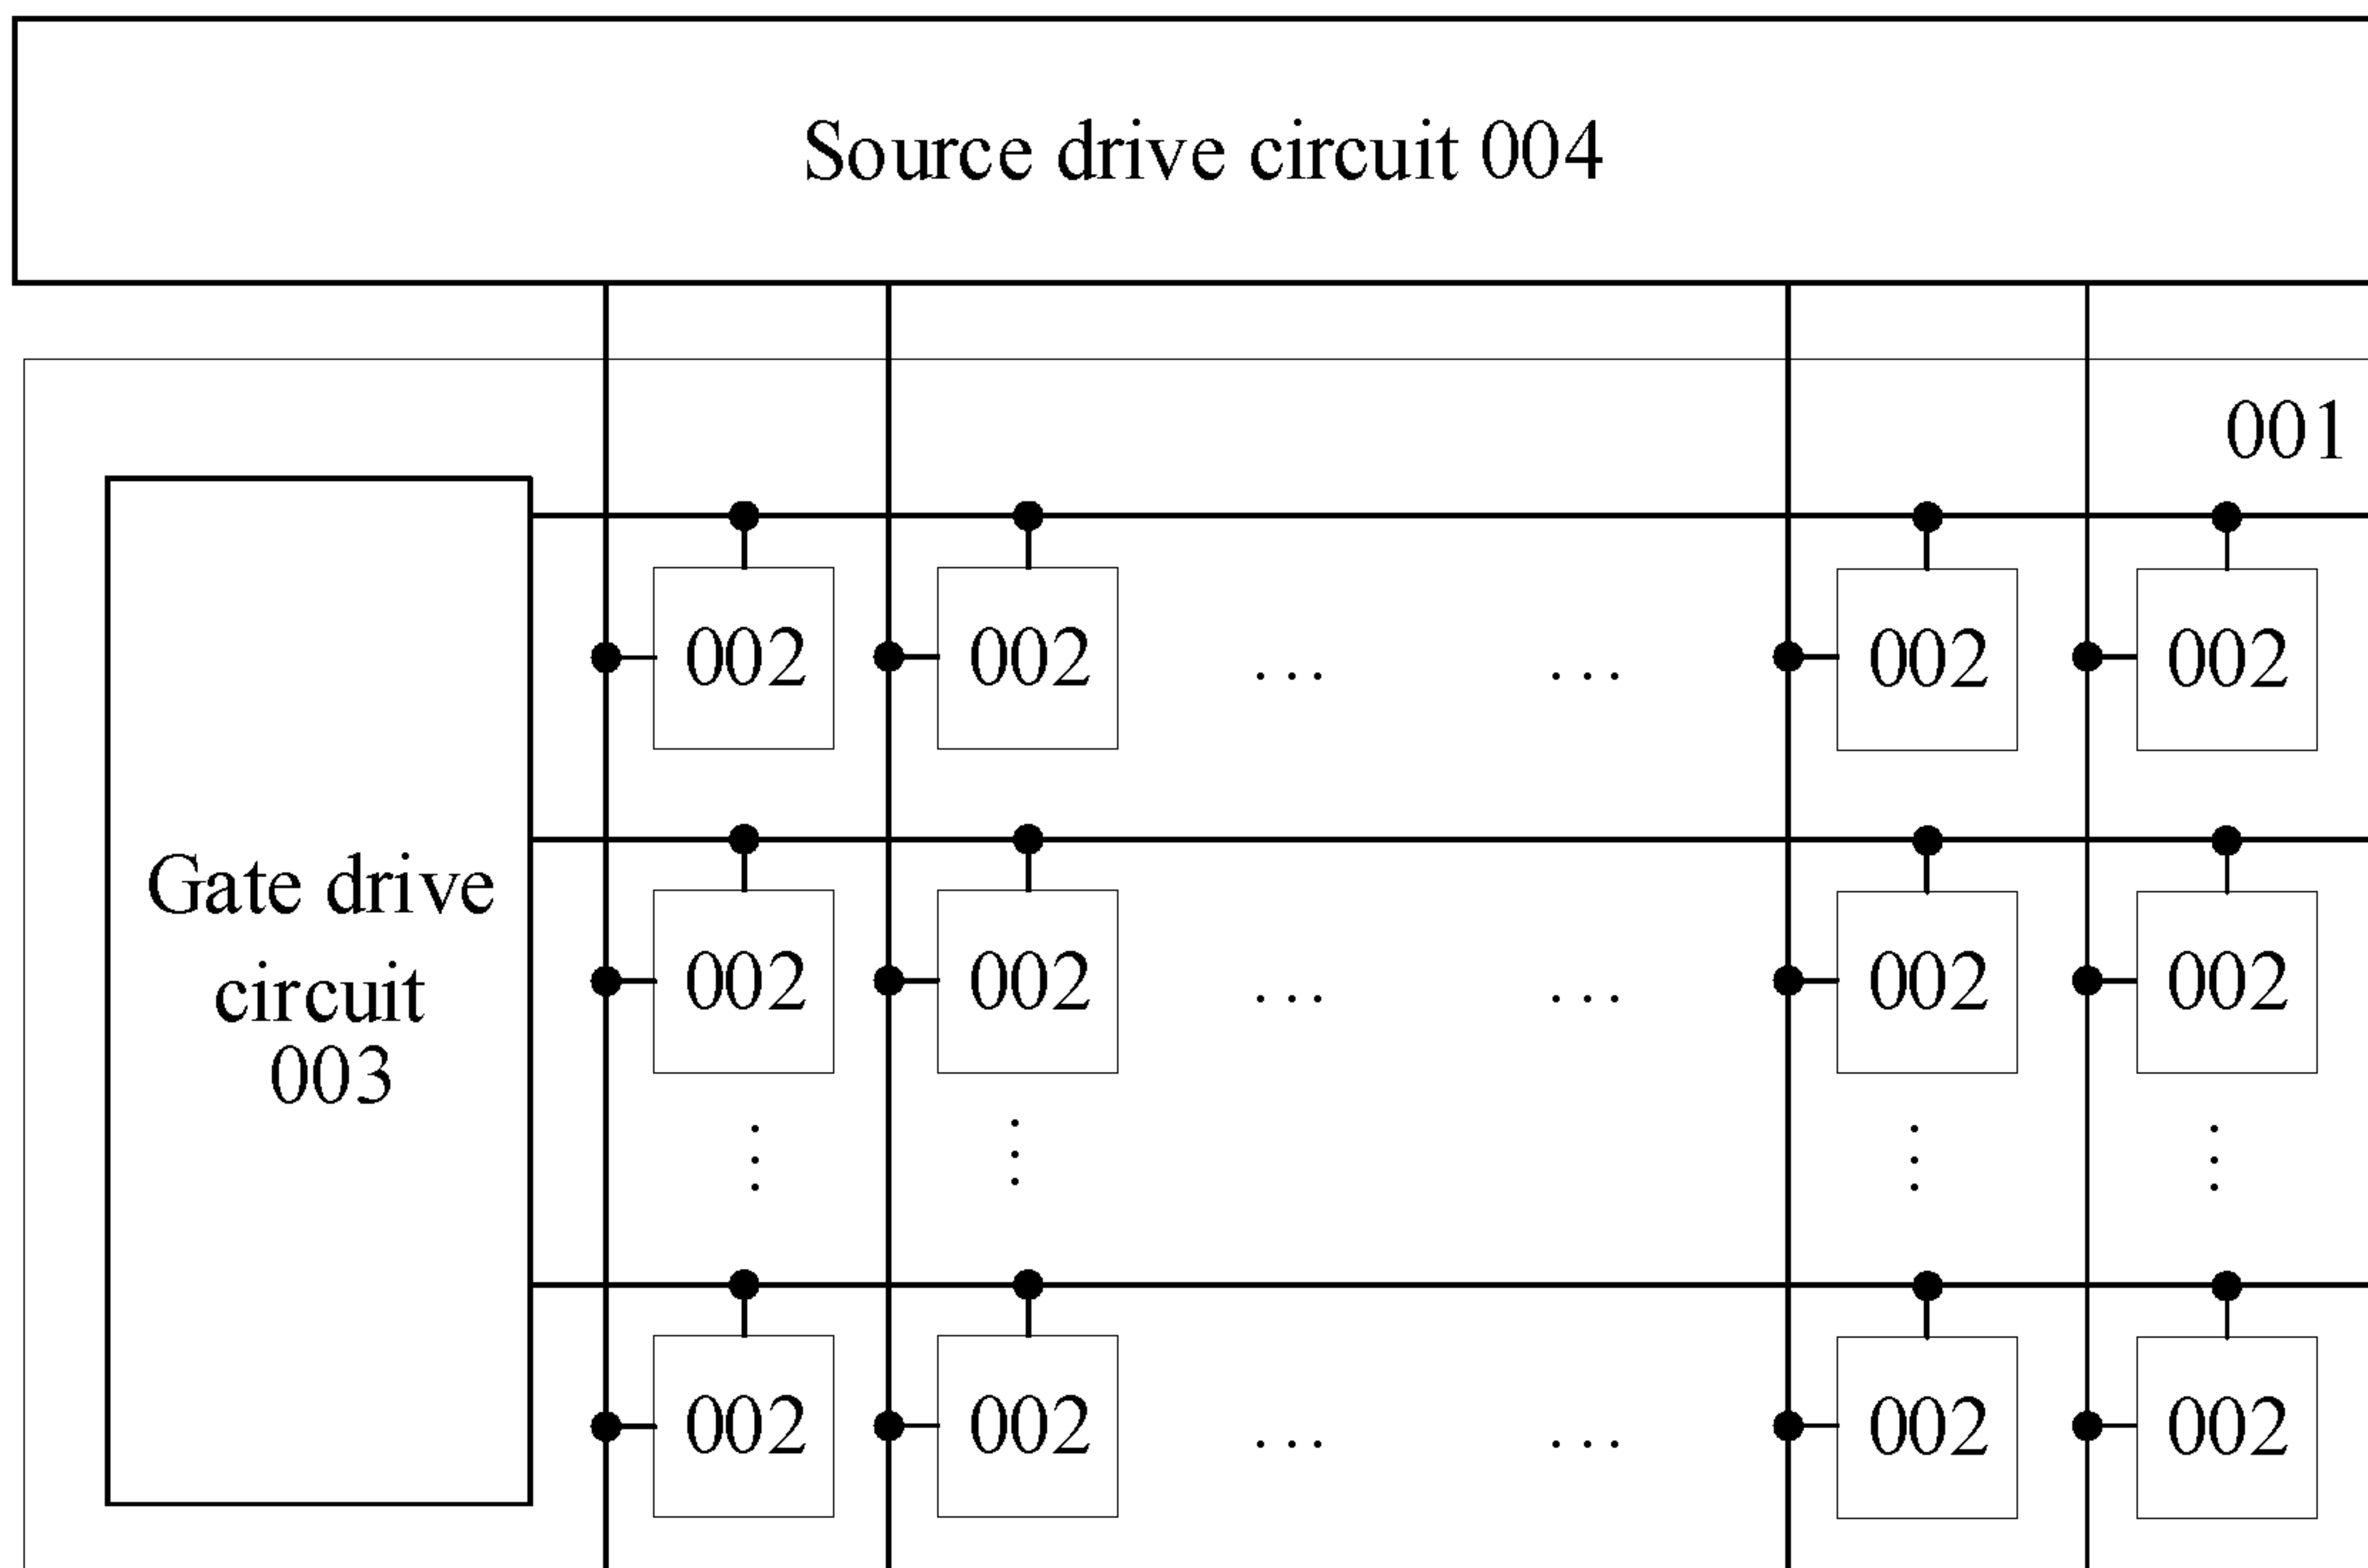 Source drive circuit 004
001
002 002 ... ... 002 002
Gate drive
circuit
003
002 002 ... ... 002 002
002 002 ... ... 002 002